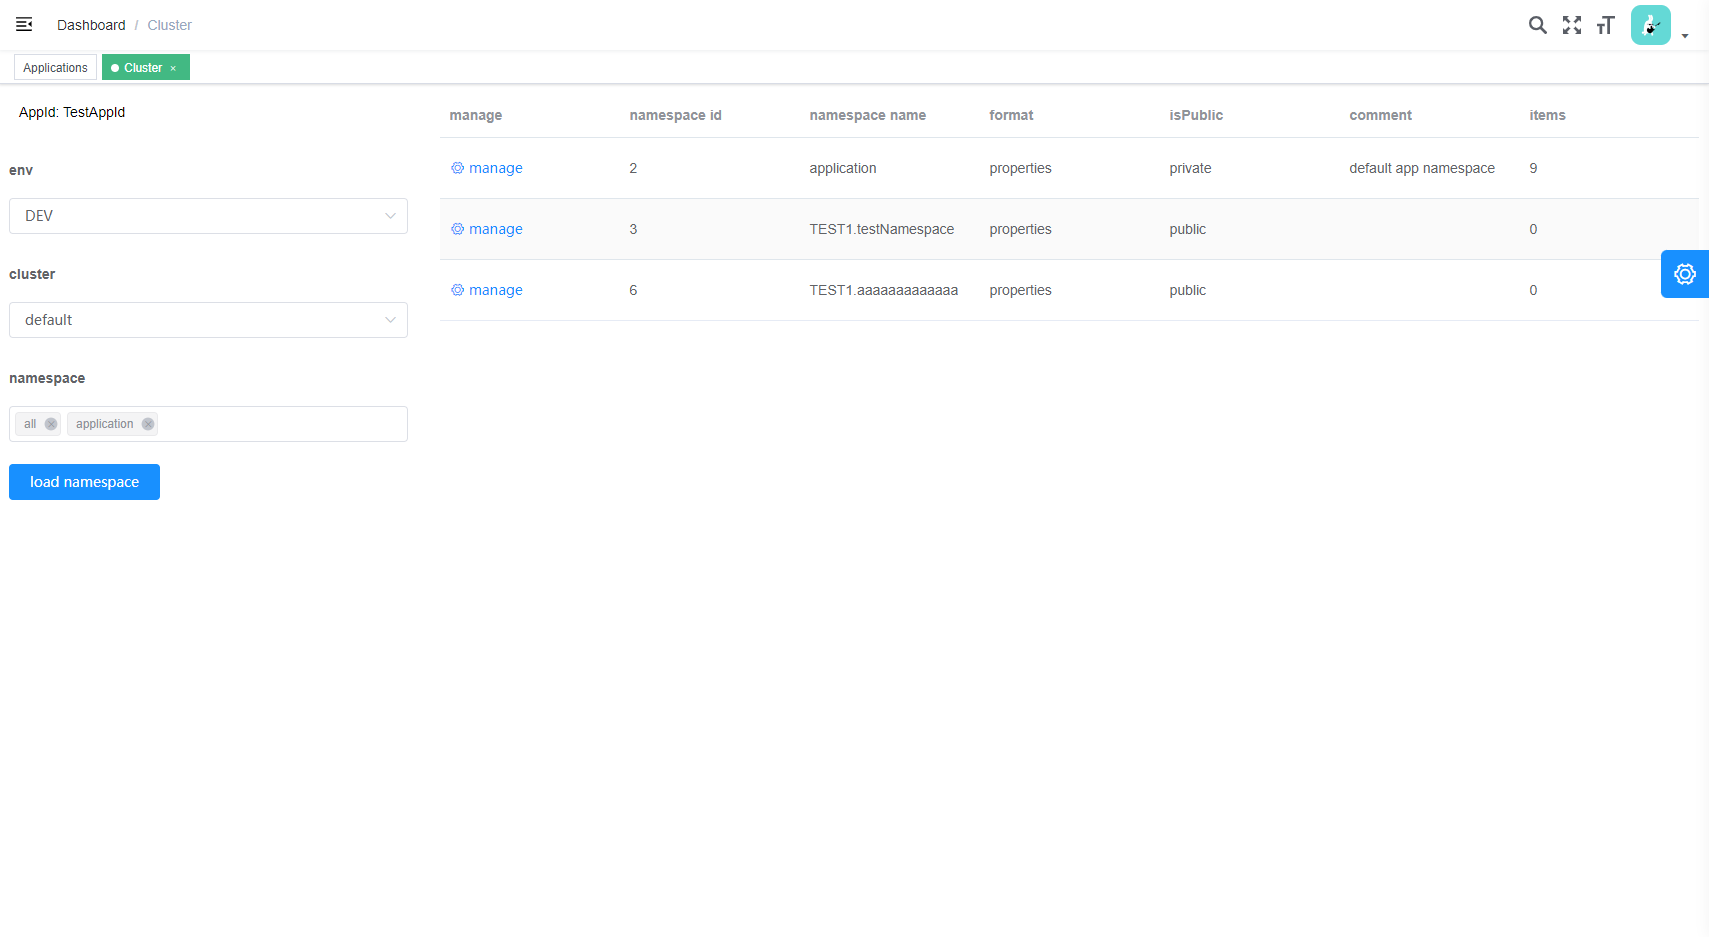 Dashboard / Cluster
Applications
Cluster ×
AppId: TestAppId
env
DEV
cluster
default
namespace
all application
load namespace
manage namespace id namespace name format isPublic comment items
manage 2 application properties private default app namespace 9
manage 3 TEST1.testNamespace properties public 0
manage 6 TEST1.aaaaaaaaaaaaa properties public 0